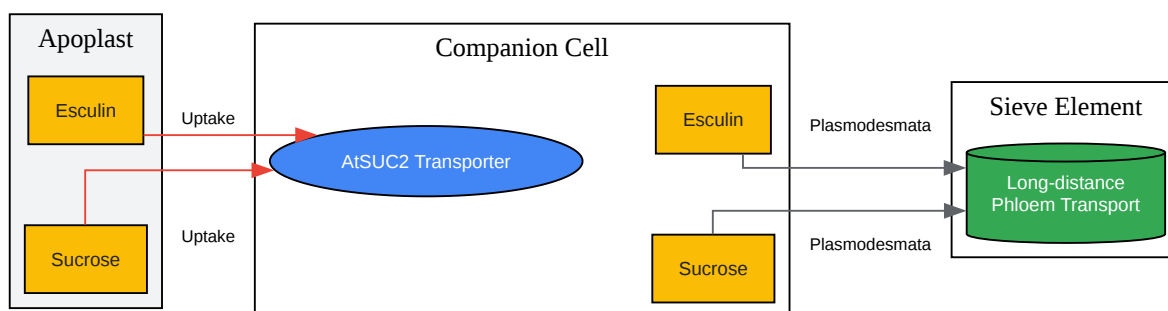 Apoplast
Esculin
Sucrose
Uptake
Uptake
Companion Cell
AtSUC2 Transporter
Esculin
Sucrose
Plasmodesmata
Plasmodesmata
Sieve Element
Long-distance
Phloem Transport